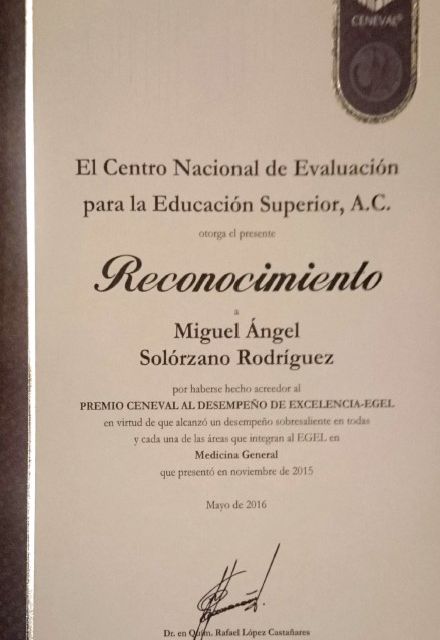 CENEVAL®
El Centro Nacional de Evaluación
para la Educación Superior, A.C.
otorga el presente
Reconocimiento
a
Miguel Ángel
Solórzano Rodríguez
por haberse hecho acreedor al
PREMIO CENEVAL AL DESEMPEÑO DE EXCELENCIA-EGEL
en virtud de que alcanzó un desempeño sobresaliente en todas
y cada una de las áreas que integran al EGEL en
Medicina General
que presentó en noviembre de 2015
Mayo de 2016
Dr. en Quím. Rafael López Castañares